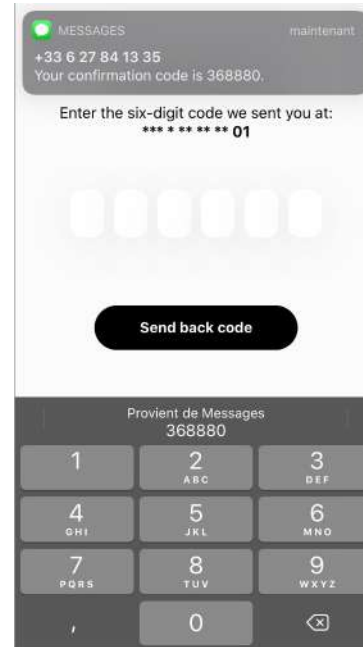 MESSAGES maintenant
+33 6 27 84 13 35
Your confirmation code is 368880.
Enter the six-digit code we sent you at:
*** * ** ** ** 01
Send back code
Provient de Messages
368880
1 2 3
ABC DEF
4 5 6
GHI JKL MNO
7 8 9
PQRS TUV WXYZ
, 0